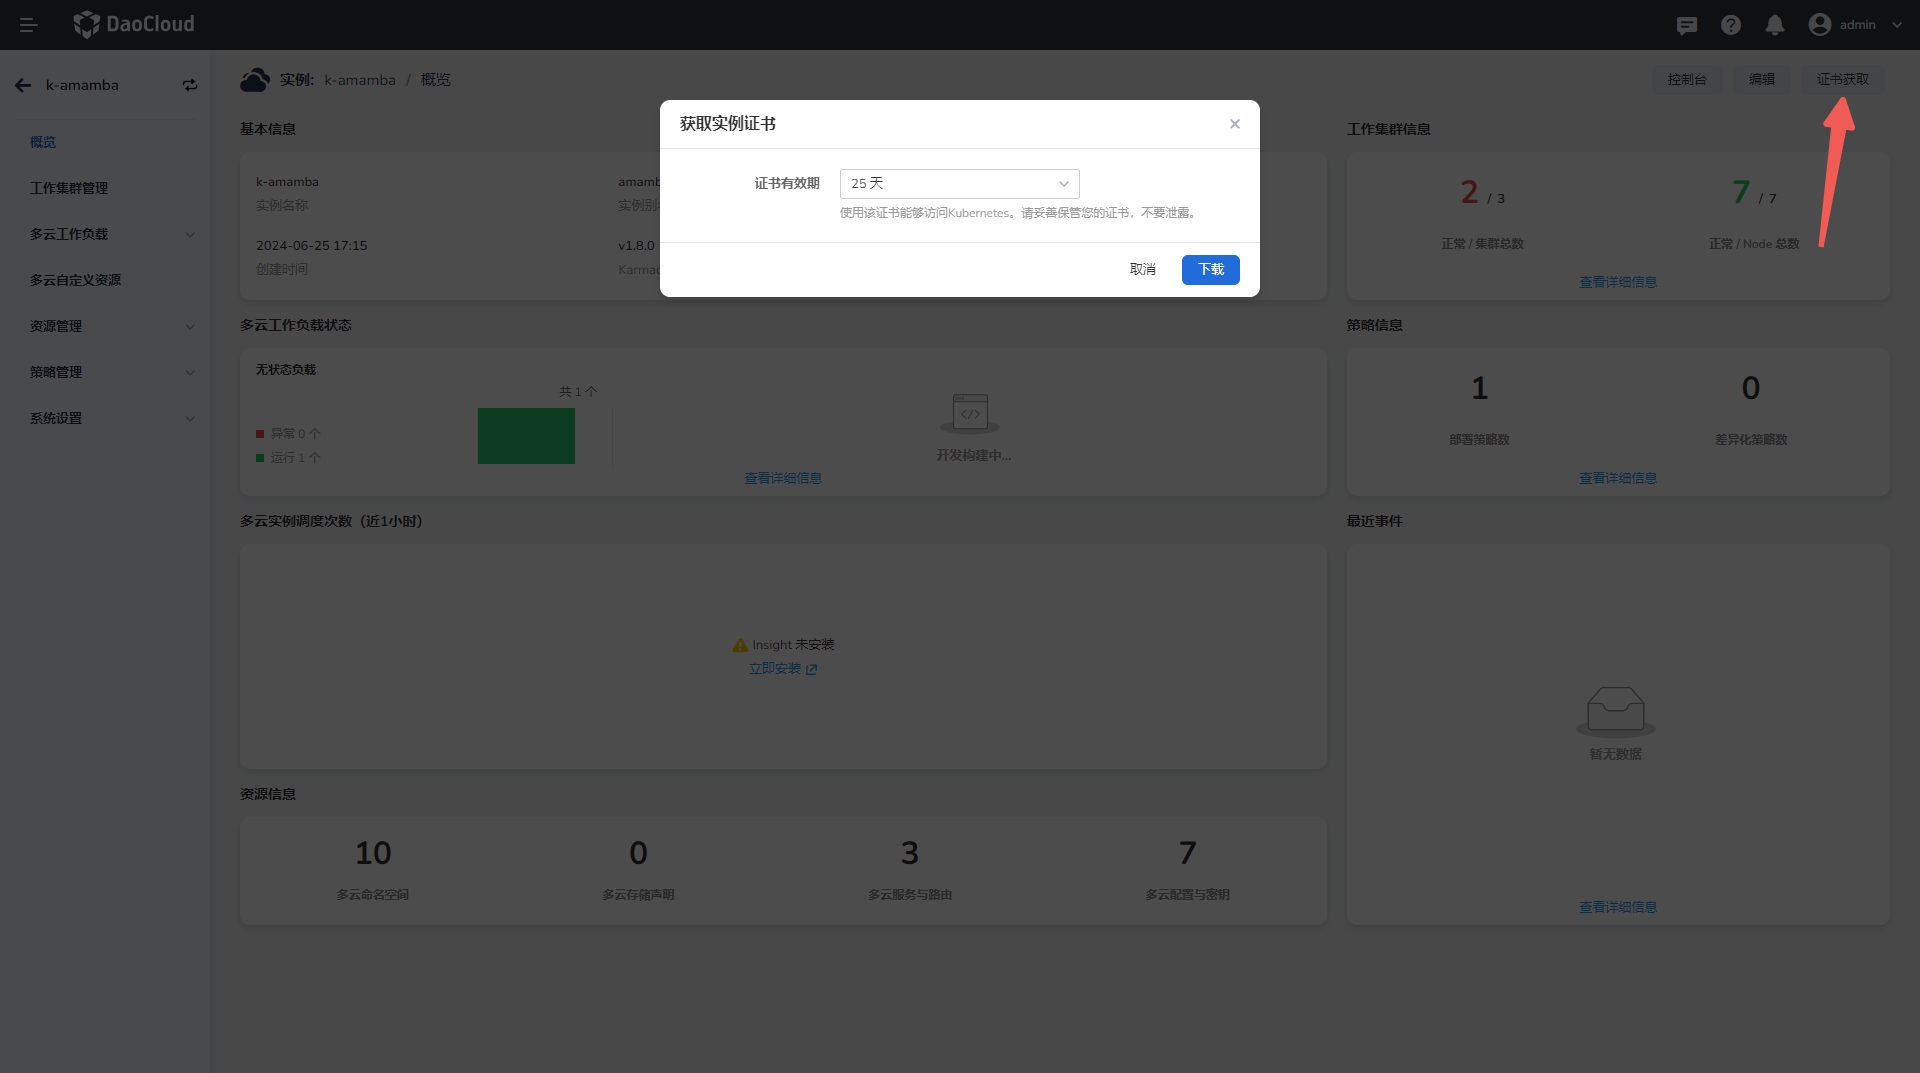 DaoCloud
admin
k-amamba
实例: k-amamba / 概览
控制台
编辑
证书获取
概览
工作集群管理
多云工作负载
多云自定义资源
资源管理
策略管理
系统设置
获取实例证书
证书有效期
25 天
使用该证书能够访问Kubernetes。请妥善保管您的证书，不要泄露。
取消
下载
基本信息
k-amamba
实例名称
amamb
实例别
2024-06-25 17:15
创建时间
v1.8.0
Karmac
工作集群信息
2 / 3
正常 / 集群总数
7 / 7
正常 / Node 总数
查看详细信息
多云工作负载状态
无状态负载
共 1 个
异常 0 个
运行 1 个
开发构建中...
查看详细信息
策略信息
1
部署策略数
0
差异化策略数
查看详细信息
多云实例调度次数（近1小时）
Insight 未安装
立即安装
最近事件
暂无数据
查看详细信息
资源信息
10
多云命名空间
0
多云存储声明
3
多云服务与路由
7
多云配置与密钥